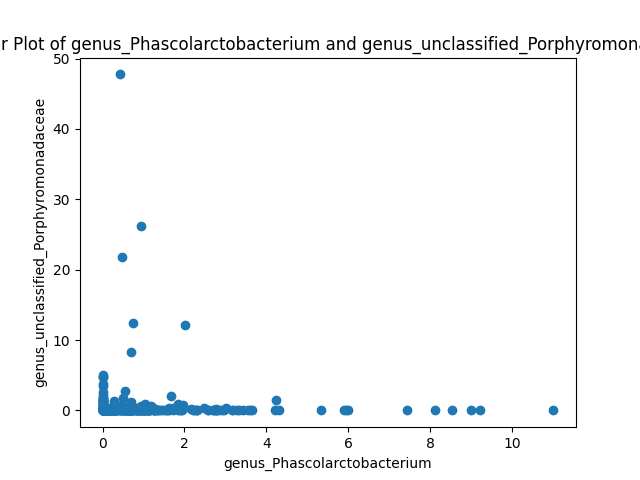 r Plot of genus_Phascolarctobacterium and genus_unclassified_Porphyromona
50
40
30
20
10
0
genus_unclassified_Porphyromonadaceae
0 2 4 6 8 10
genus_Phascolarctobacterium